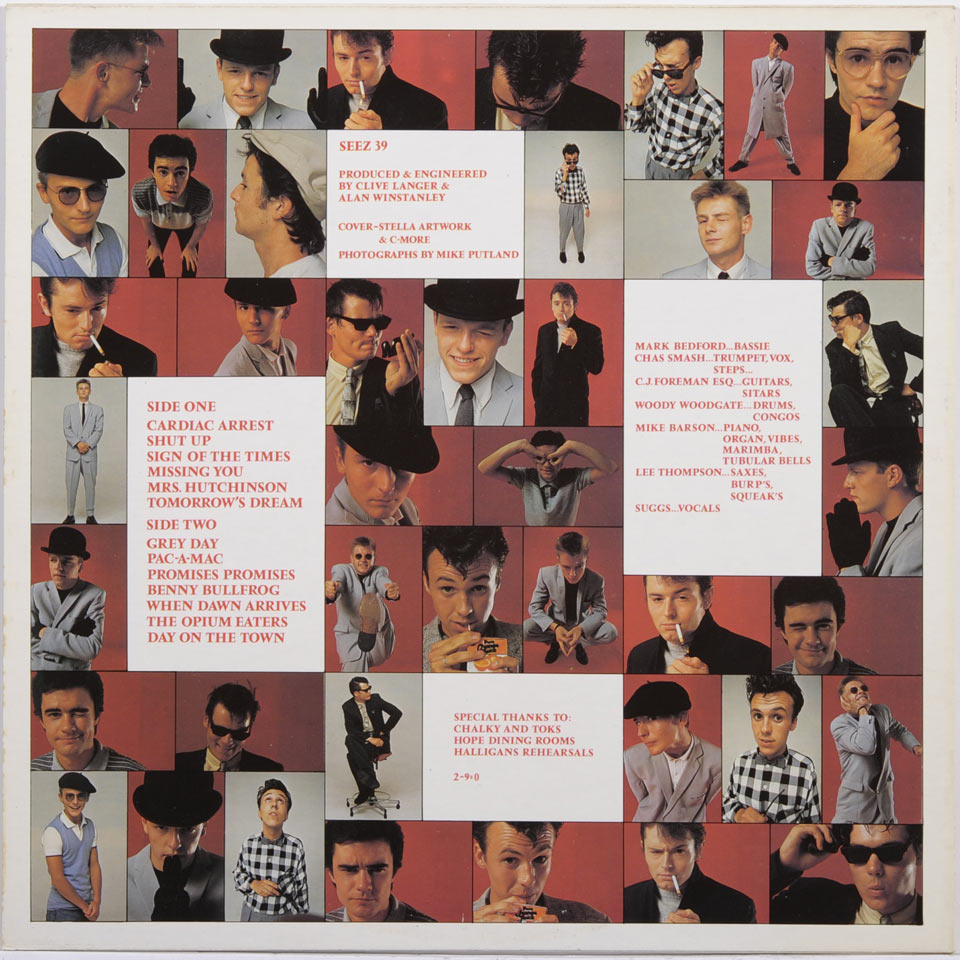 SEEZ 39
PRODUCED & ENGINEERED
BY CLIVE LANGER &
ALAN WINSTANLEY
COVER-STELLA ARTWORK
& C-MORE
PHOTOGRAPHS BY MIKE PUTLAND
MARK BEDFORD...BASSIE
CHAS SMASH...TRUMPET, VOX,
STEPS...
C.J. FOREMAN ESQ...GUITARS,
SITARS
WOODY WOODGATE...DRUMS,
CONGOS
MIKE BARSON...PIANO,
ORGAN, VIBES,
MARIMBA,
TUBULAR BELLS
LEE THOMPSON...SAXES,
BURP'S,
SQUEAK'S
SUGGS...VOCALS
SIDE ONE
CARDIAC ARREST
SHUT UP
SIGN OF THE TIMES
MISSING YOU
MRS. HUTCHINSON
TOMORROW'S DREAM
SIDE TWO
GREY DAY
PAC-A-MAC
PROMISES PROMISES
BENNY BULLFROG
WHEN DAWN ARRIVES
THE OPIUM EATERS
DAY ON THE TOWN
SPECIAL THANKS TO:
CHALKY AND TOKS
HOPE DINING ROOMS
HALLIGANS REHEARSALS
2-9=0